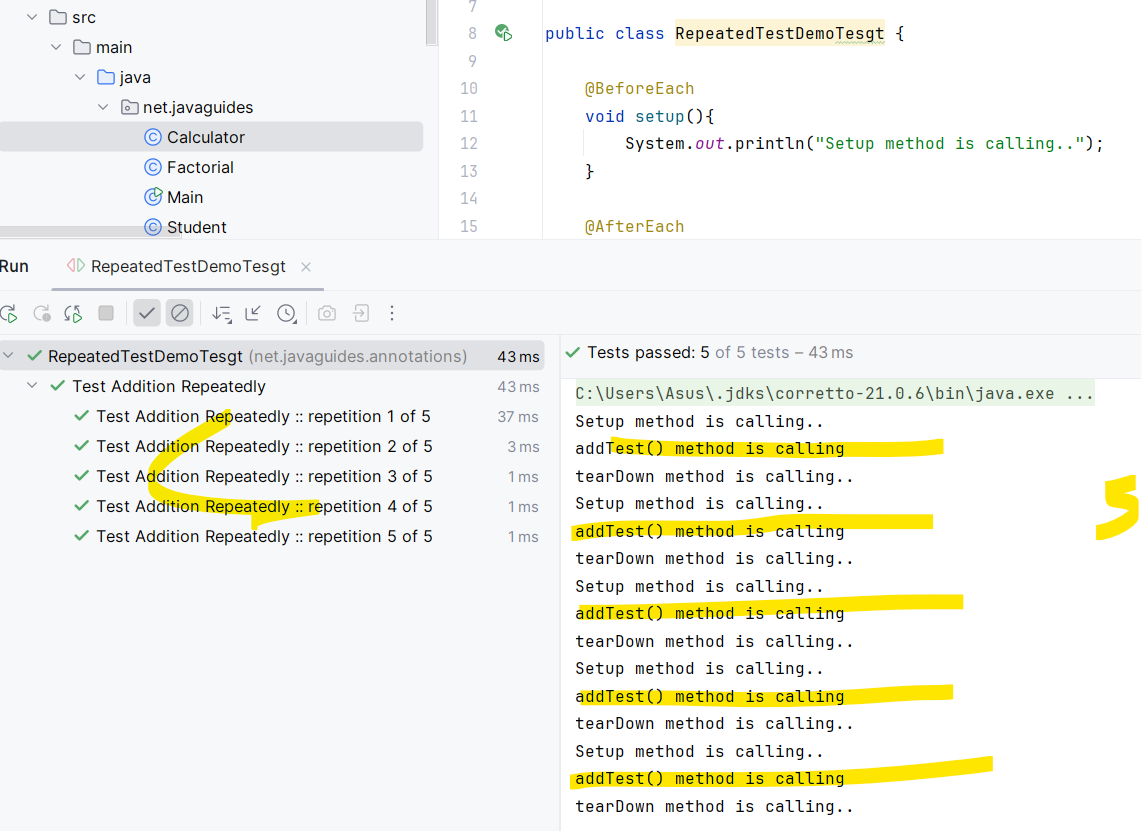 src
main
java
net.javaguides
Calculator
Factorial
Main
Student
7
8 public class RepeatedTestDemoTesgt {
9
10 @BeforeEach
11 void setup(){
12 System.out.println("Setup method is calling..");
13 }
14
15 @AfterEach
Run RepeatedTestDemoTesgt
RepeatedTestDemoTesgt (net.javaguides.annotations) 43 ms
Test Addition Repeatedly 43 ms
Test Addition Repeatedly :: repetition 1 of 5 37 ms
Test Addition Repeatedly :: repetition 2 of 5 3 ms
Test Addition Repeatedly :: repetition 3 of 5 1 ms
Test Addition Repeatedly :: repetition 4 of 5 1 ms
Test Addition Repeatedly :: repetition 5 of 5 1 ms
Tests passed: 5 of 5 tests – 43 ms
C:\Users\Asus\.jdks\corretto-21.0.6\bin\java.exe ...
Setup method is calling..
addTest() method is calling
tearDown method is calling..
Setup method is calling..
addTest() method is calling
tearDown method is calling..
Setup method is calling..
addTest() method is calling
tearDown method is calling..
Setup method is calling..
addTest() method is calling
tearDown method is calling..
Setup method is calling..
addTest() method is calling
tearDown method is calling..